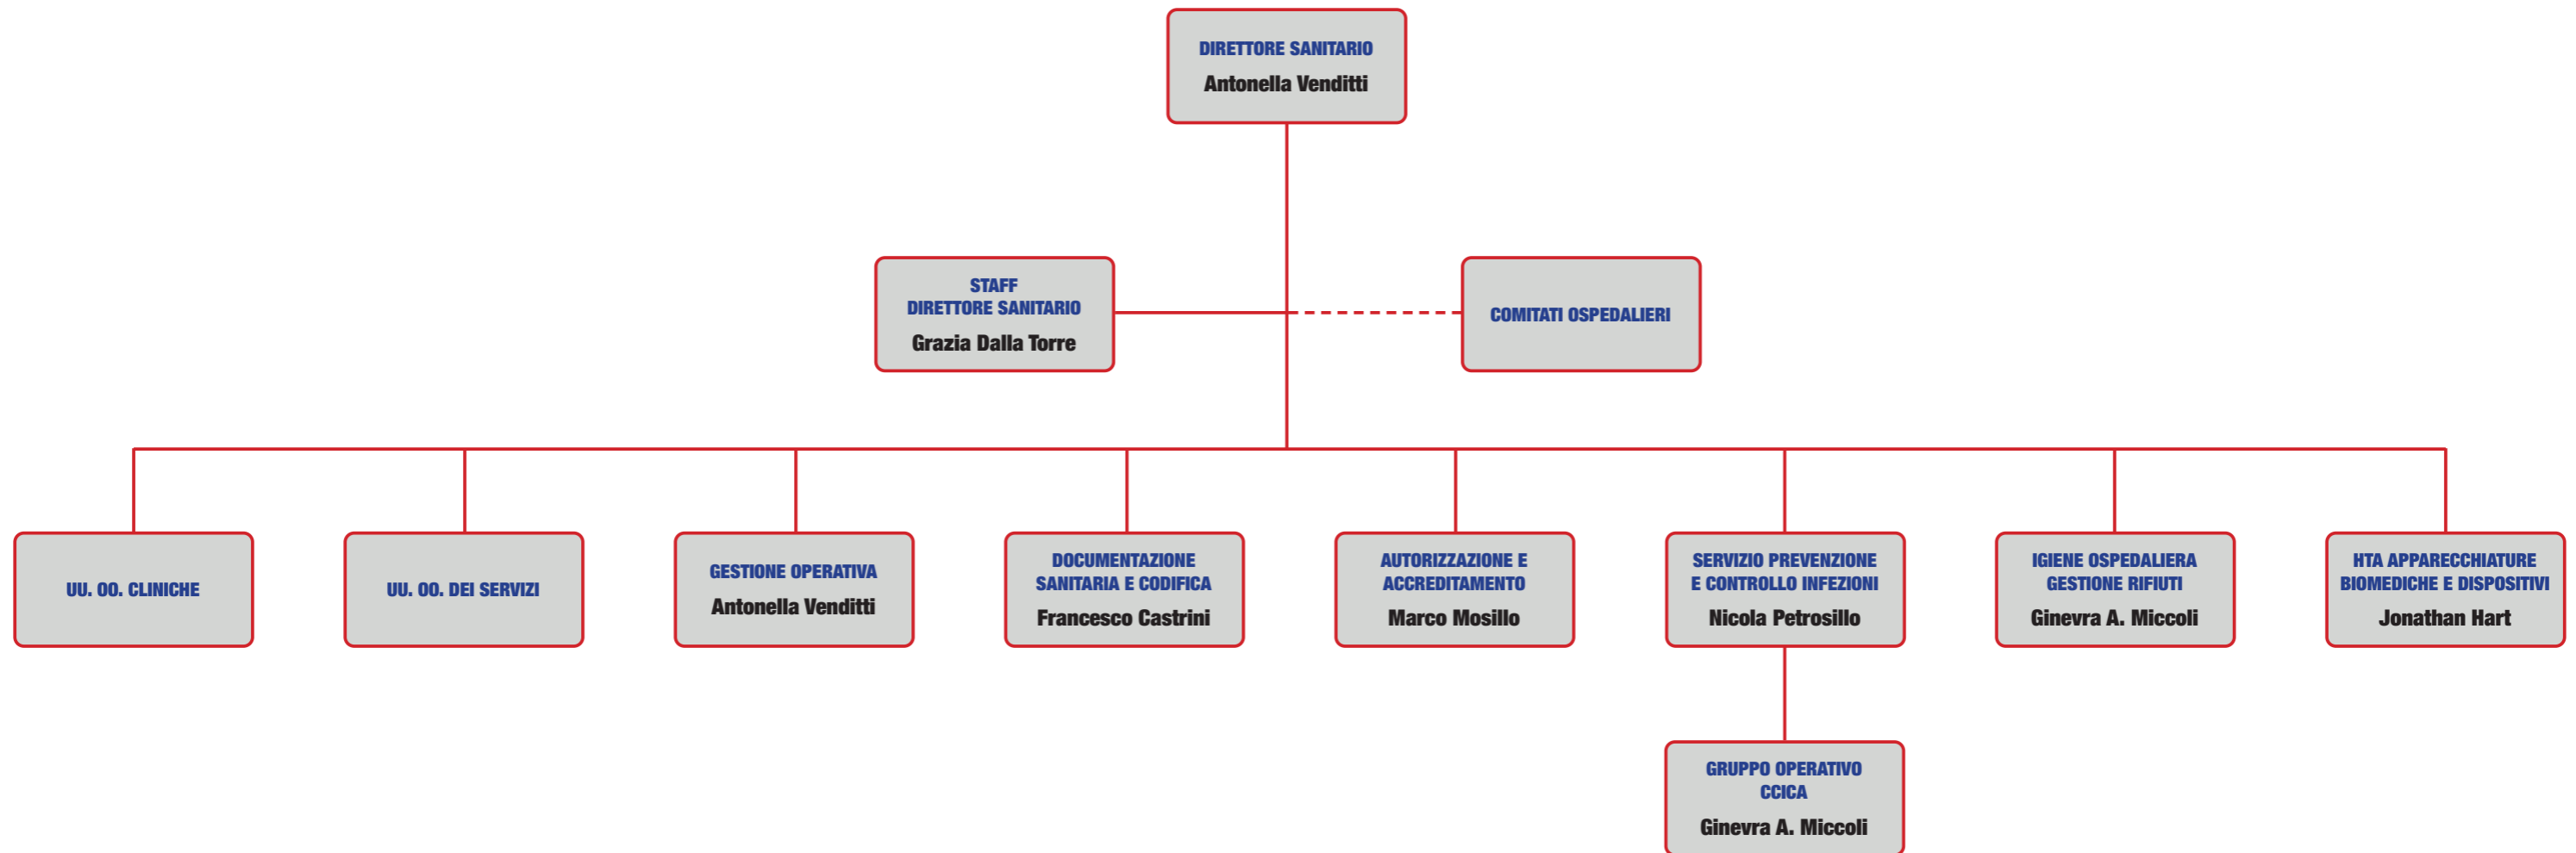 DIRETTORE SANITARIO
Antonella Venditti
STAFF
DIRETTORE SANITARIO
Grazia Dalla Torre
COMITATI OSPEDALIERI
UU. OO. CLINICHE
UU. OO. DEI SERVIZI
GESTIONE OPERATIVA
Antonella Venditti
DOCUMENTAZIONE
SANITARIA E CODIFICA
Francesco Castrini
AUTORIZZAZIONE E
ACCREDITAMENTO
Marco Mosillo
SERVIZIO PREVENZIONE
E CONTROLLO INFEZIONI
Nicola Petrosillo
IGIENE OSPEDALIERA
GESTIONE RIFIUTI
Ginevra A. Miccoli
HTA APPARECCHIATURE
BIOMEDICHE E DISPOSITIVI
Jonathan Hart
GRUPPO OPERATIVO
CCICA
Ginevra A. Miccoli